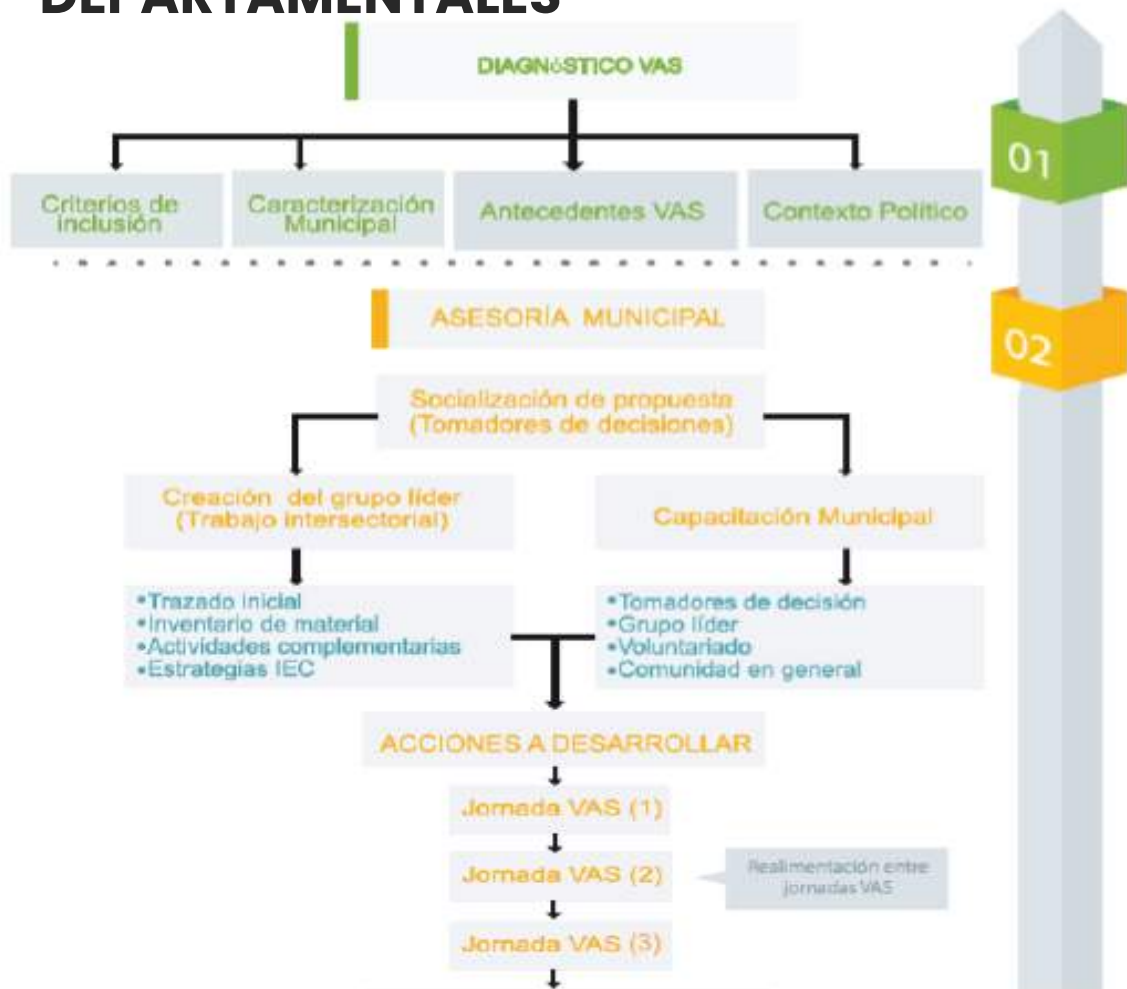 DEPARTAMENTALES
DIAGNóSTICO VAS
01
Criterios de
inclusión
Caracterización
Municipal
Antecedentes VAS
Contexto Político
02
ASESORÍA MUNICIPAL
Socialización de propuesta
(Tomadores de decisiones)
Creación del grupo líder
(Trabajo intersectorial)
Capacitación Municipal
•Trazado inicial
•Inventario de material
•Actividades complementarias
•Estrategias IEC
•Tomadores de decisión
•Grupo líder
•Voluntariado
•Comunidad en general
ACCIONES A DESARROLLAR
Jornada VAS (1)
Jornada VAS (2)
Realimentación entre
jornadas VAS
Jornada VAS (3)